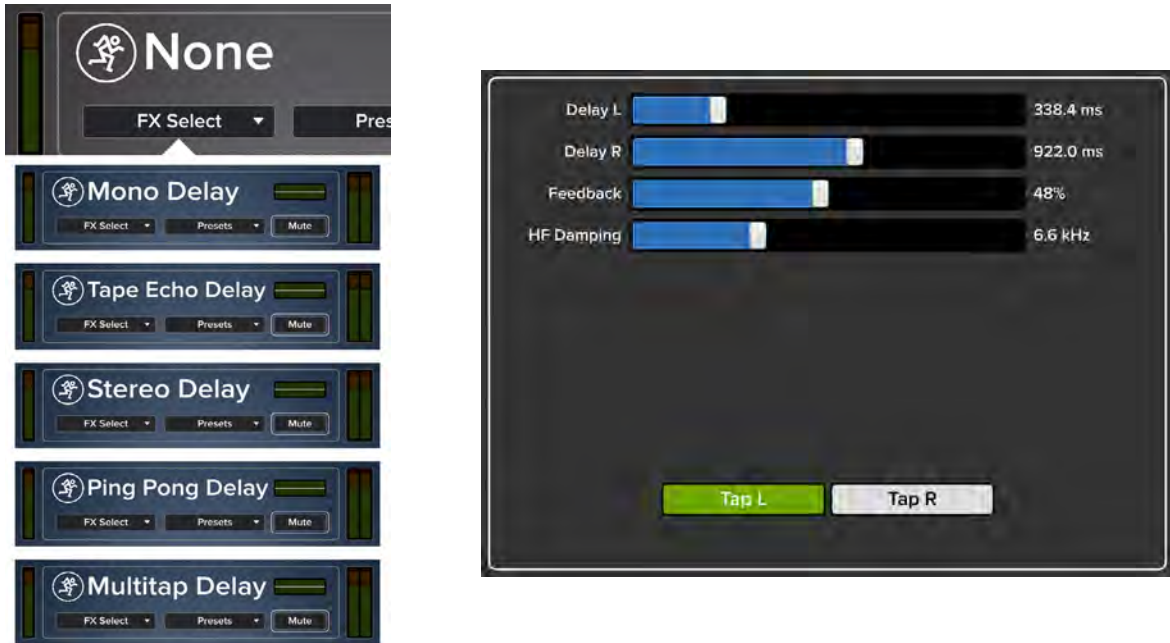 None
FX Select Pres
Mono Delay
FX Select Presets Mute
Tape Echo Delay
FX Select Presets Mute
Stereo Delay
FX Select Presets Mute
Ping Pong Delay
FX Select Presets Mute
Multitap Delay
FX Select Presets Mute
Delay L 338.4 ms
Delay R 922.0 ms
Feedback 48%
HF Damping 6.6 kHz
Tap L Tap R